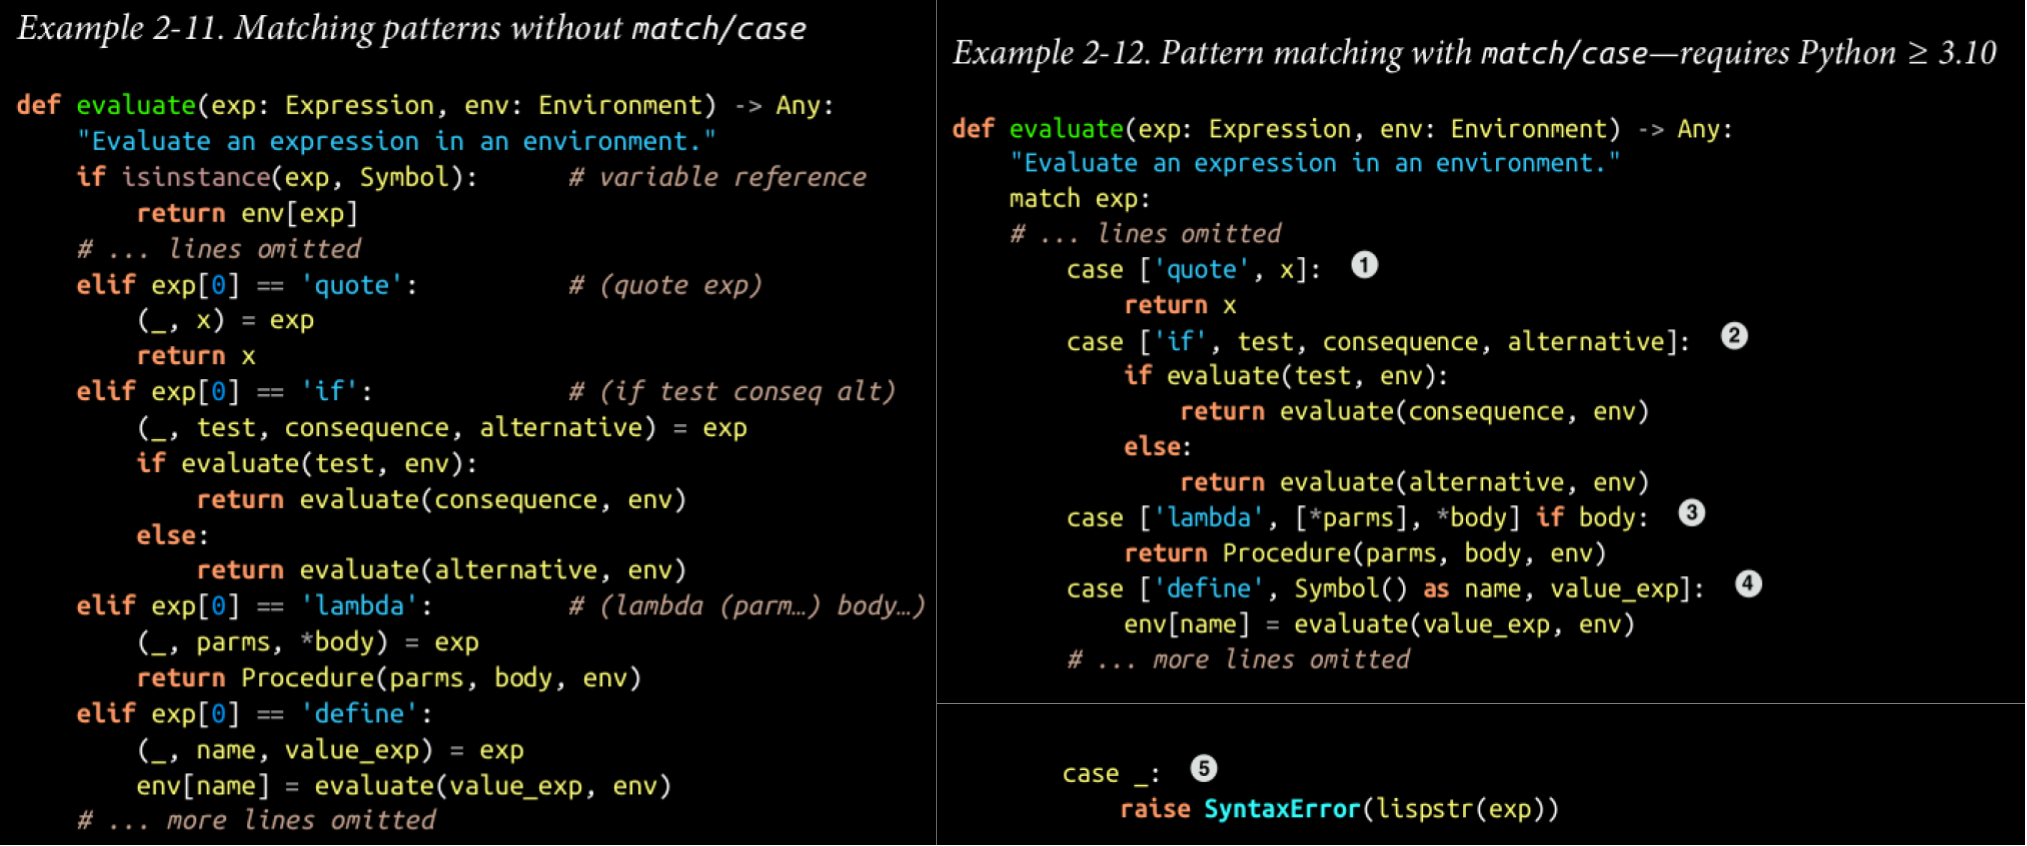 Example 2-11. Matching patterns without match/case
def evaluate(exp: Expression, env: Environment) -> Any:
    "Evaluate an expression in an environment."
    if isinstance(exp, Symbol):      # variable reference
        return env[exp]
    # ... lines omitted
    elif exp[0] == 'quote':          # (quote exp)
        (_, x) = exp
        return x
    elif exp[0] == 'if':             # (if test conseq alt)
        (_, test, consequence, alternative) = exp
        if evaluate(test, env):
            return evaluate(consequence, env)
        else:
            return evaluate(alternative, env)
    elif exp[0] == 'lambda':         # (lambda (parm…) body…)
        (_, parms, *body) = exp
        return Procedure(parms, body, env)
    elif exp[0] == 'define':
        (_, name, value_exp) = exp
        env[name] = evaluate(value_exp, env)
    # ... more lines omitted
Example 2-12. Pattern matching with match/case—requires Python ≥ 3.10
def evaluate(exp: Expression, env: Environment) -> Any:
    "Evaluate an expression in an environment."
    match exp:
    # ... lines omitted
        case ['quote', x]:  ❶
            return x
        case ['if', test, consequence, alternative]:  ❷
            if evaluate(test, env):
                return evaluate(consequence, env)
            else:
                return evaluate(alternative, env)
        case ['lambda', [*parms], *body] if body:  ❸
            return Procedure(parms, body, env)
        case ['define', Symbol() as name, value_exp]:  ❹
            env[name] = evaluate(value_exp, env)
        # ... more lines omitted
        case _:  ❺
            raise SyntaxError(lispstr(exp))